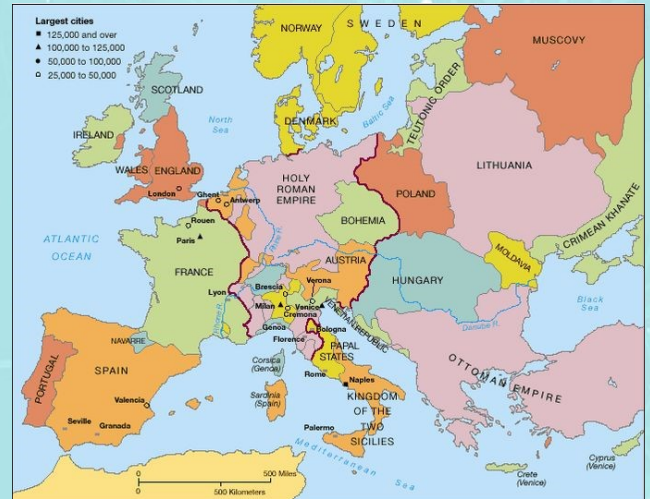 Largest cities
125,000 and over
100,000 to 125,000
50,000 to 100,000
25,000 to 50,000
NORWAY
SWEDEN
MUSCOVY
SCOTLAND
North
Sea
DENMARK
Baltic Sea
TEUTONIC ORDER
IRELAND
WALES
ENGLAND
London
LITHUANIA
HOLY
ROMAN
EMPIRE
POLAND
Ghent
Antwerp
Rhine R.
BOHEMIA
CRIMEAN KHANATE
Rouen
Paris
ATLANTIC
OCEAN
FRANCE
AUSTRIA
MOLDAVIA
HUNGARY
Lyon
Brescia
Verona
Milan
Venice
Cremona
VENETIAN REPUBLIC
Black
Sea
Danube R.
Genoa
Bologna
Florence
NAVARRE
PAPAL
STATES
Corsica
(Genoa)
Rome
OTTOMAN EMPIRE
PORTUGAL
SPAIN
Naples
Sardinia
(Spain)
KINGDOM
OF THE
TWO
SICILIES
Valencia
Seville
Granada
Palermo
Mediterranean Sea
Crete
(Venice)
Cyprus
(Venice)
0
500 Miles
0
500 Kilometers